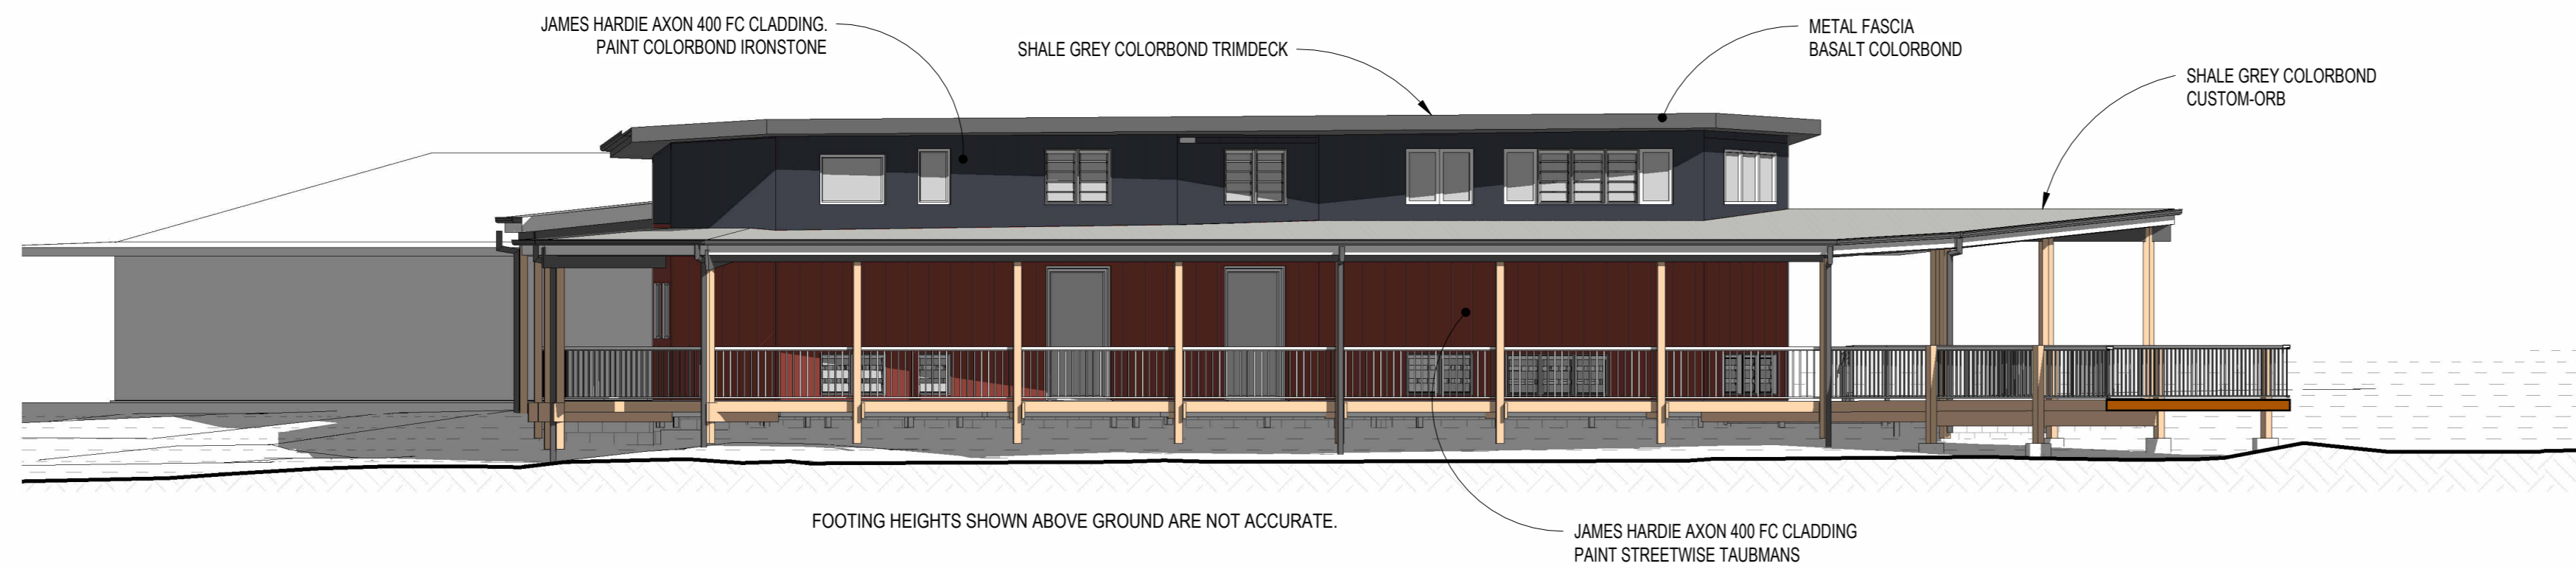 JAMES HARDIE AXON 400 FC CLADDING.
PAINT COLORBOND IRONSTONE
SHALE GREY COLORBOND TRIMDECK
METAL FASCIA
BASALT COLORBOND
SHALE GREY COLORBOND
CUSTOM-ORB
FOOTING HEIGHTS SHOWN ABOVE GROUND ARE NOT ACCURATE.
JAMES HARDIE AXON 400 FC CLADDING
PAINT STREETWISE TAUBMANS